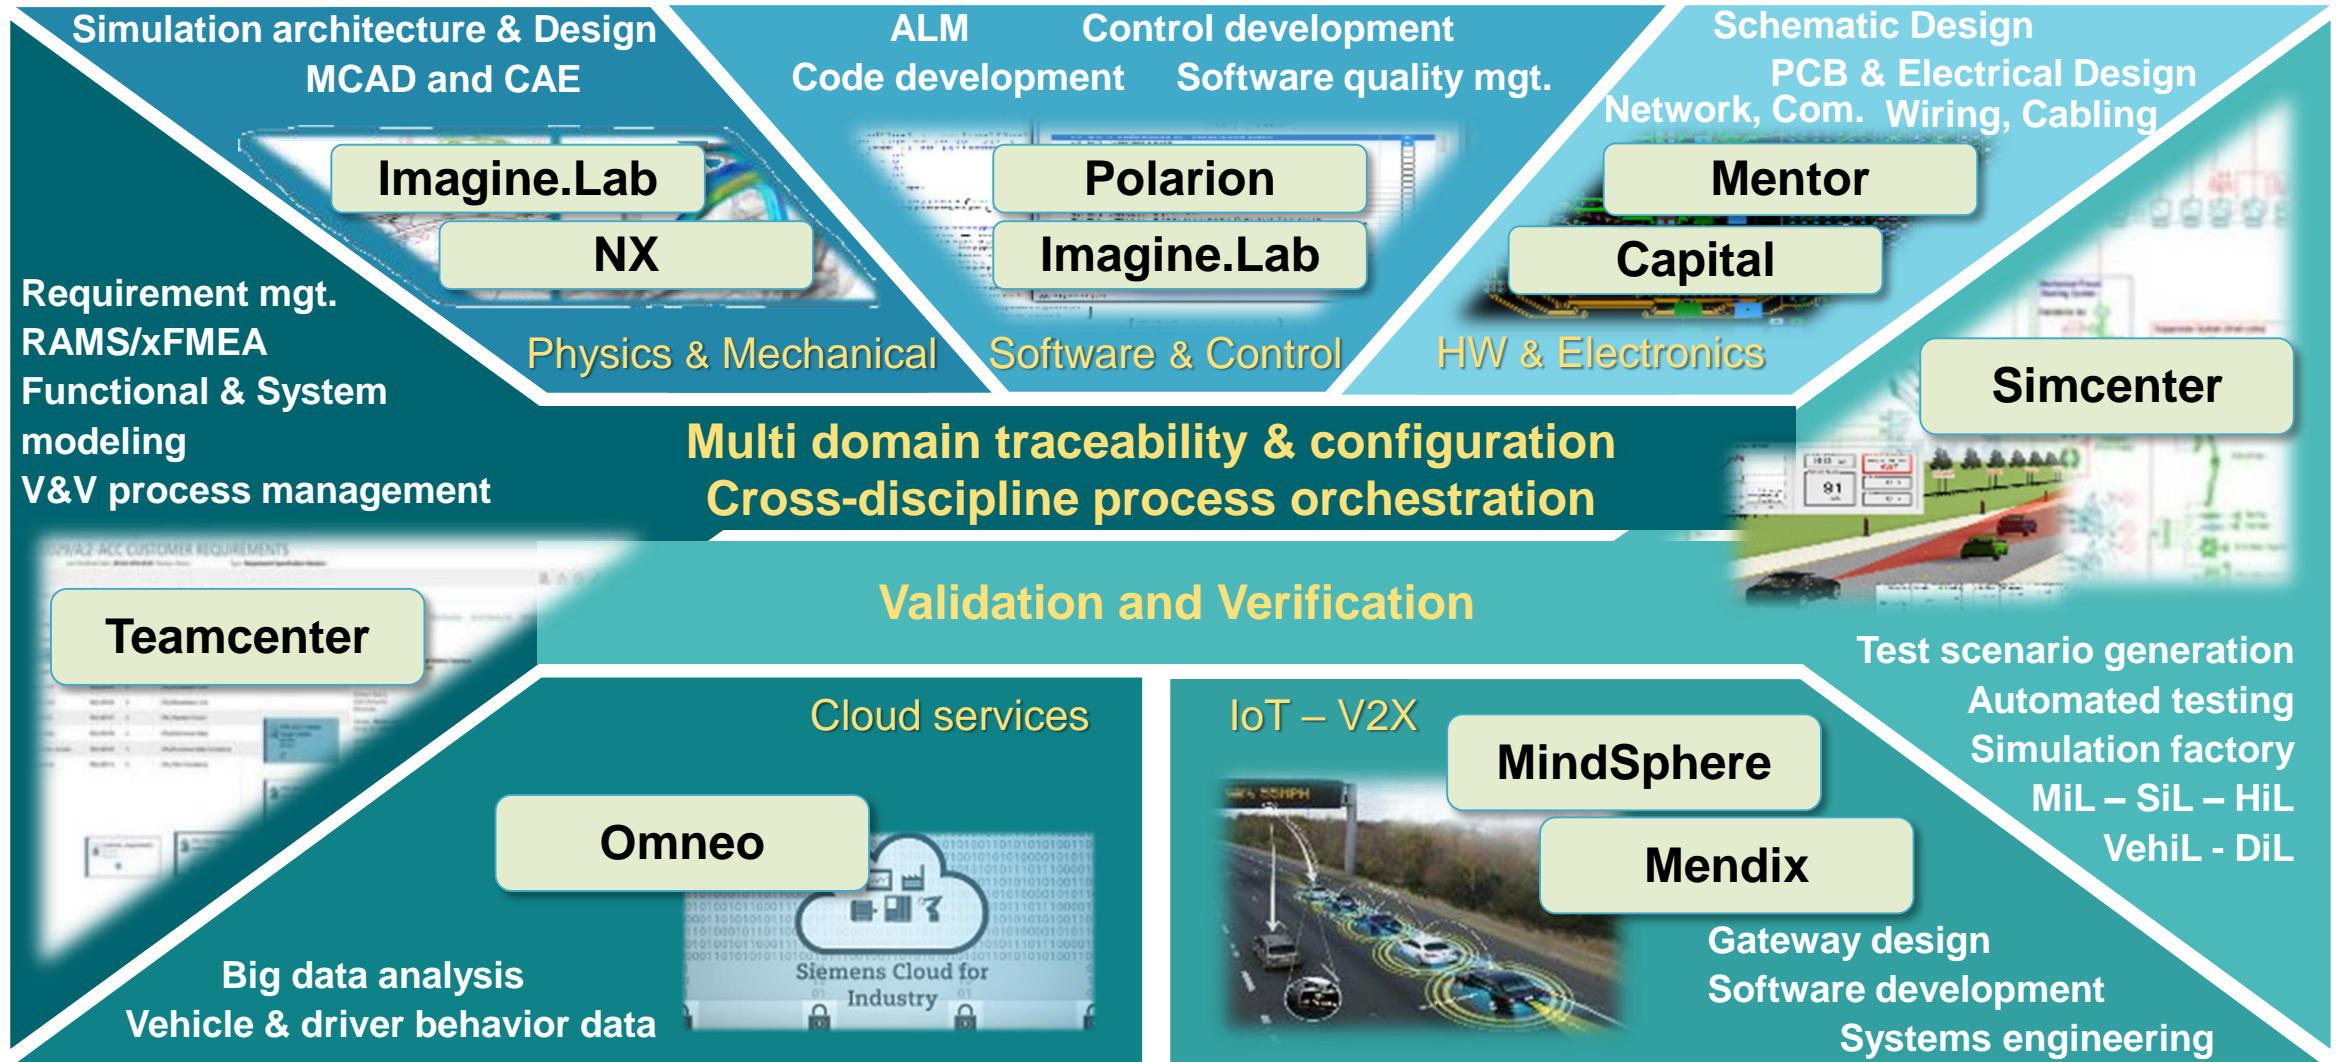 Simulation architecture & Design
MCAD and CAE
Imagine.Lab
NX
Physics & Mechanical
ALM Control development
Code development Software quality mgt.
Polarion
Imagine.Lab
Software & Control
Schematic Design
PCB & Electrical Design
Network, Com. Wiring, Cabling
Mentor
Capital
HW & Electronics
Requirement mgt.
RAMS/xFMEA
Functional & System
modeling
V&V process management
Multi domain traceability & configuration
Cross-discipline process orchestration
Simcenter
91
ACC CUSTOMER REQUIREMENTS
Teamcenter
Validation and Verification
Test scenario generation
Automated testing
Simulation factory
MiL – SiL – HiL
VehiL - DiL
Cloud services
Omneo
Siemens Cloud for
Industry
Big data analysis
Vehicle & driver behavior data
IoT – V2X
55MPH
MindSphere
Mendix
Gateway design
Software development
Systems engineering